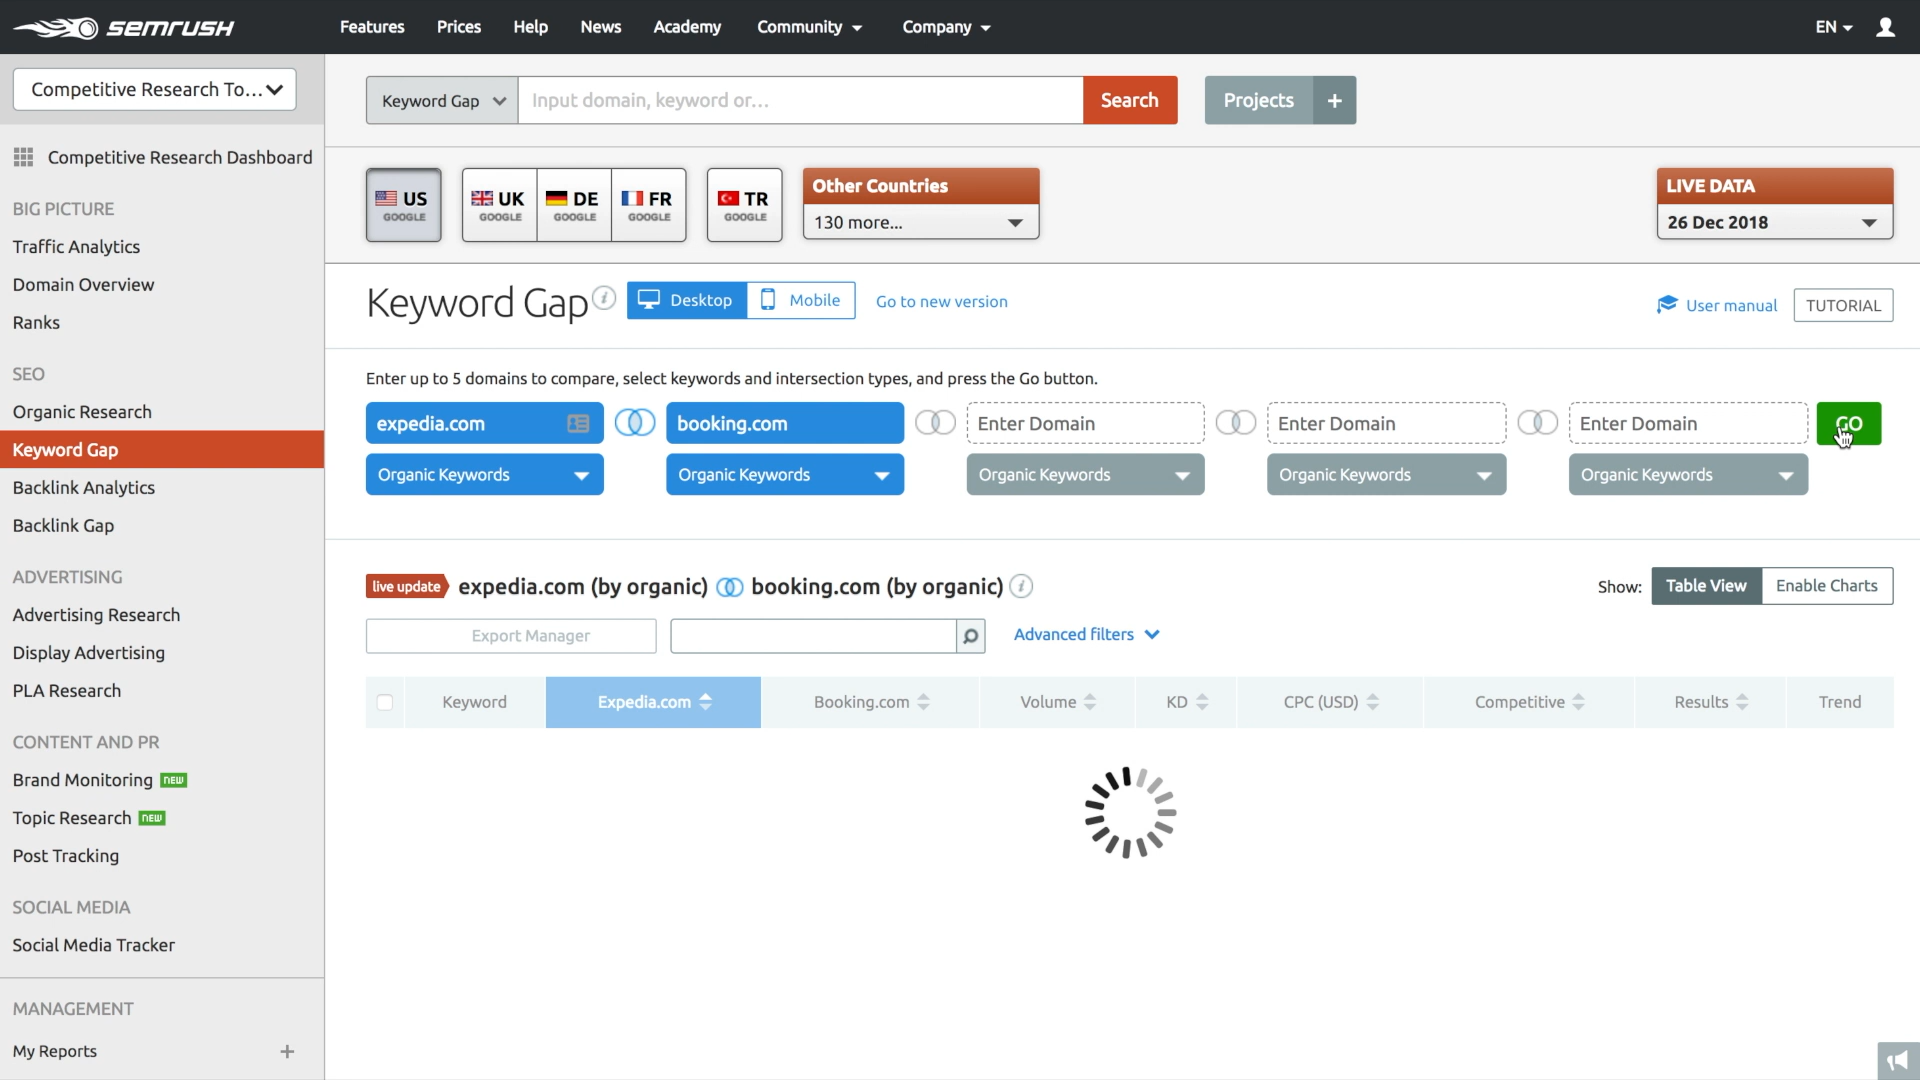 semrush
Features Prices Help News Academy Community Company EN
Competitive Research To...
Keyword Gap Input domain, keyword or... Search Projects +
Competitive Research Dashboard
BIG PICTURE
Traffic Analytics
Domain Overview
Ranks
SEO
Organic Research
Keyword Gap
Backlink Analytics
Backlink Gap
ADVERTISING
Advertising Research
Display Advertising
PLA Research
CONTENT AND PR
Brand Monitoring new
Topic Research new
Post Tracking
SOCIAL MEDIA
Social Media Tracker
MANAGEMENT
My Reports +
US GOOGLE
UK GOOGLE
DE GOOGLE
FR GOOGLE
TR GOOGLE
Other Countries
130 more...
LIVE DATA
26 Dec 2018
Keyword Gap i Desktop Mobile Go to new version User manual TUTORIAL
Enter up to 5 domains to compare, select keywords and intersection types, and press the Go button.
expedia.com booking.com Enter Domain Enter Domain Enter Domain GO
Organic Keywords Organic Keywords Organic Keywords Organic Keywords Organic Keywords
live update expedia.com (by organic) booking.com (by organic) i Show: Table View Enable Charts
Export Manager Advanced filters
Keyword Expedia.com Booking.com Volume KD CPC (USD) Competitive Results Trend